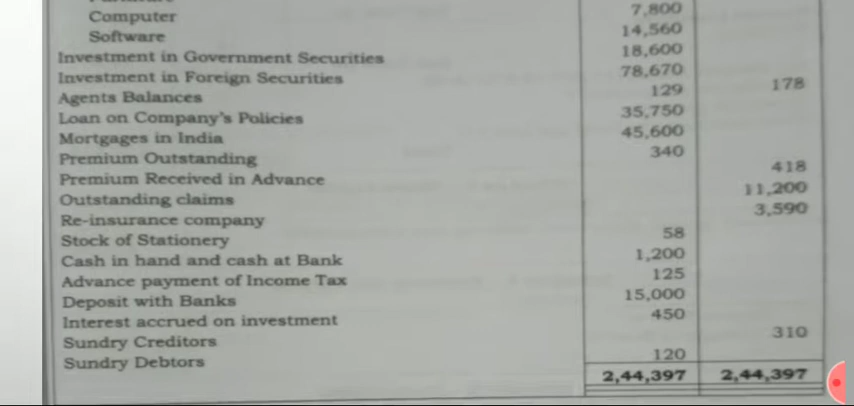 Computer 7,800
Software 14,560
Investment in Government Securities 18,600
Investment in Foreign Securities 78,670
Agents Balances 129 178
Loan on Company's Policies 35,750
Mortgages in India 45,600
Premium Outstanding 340
Premium Received in Advance 418
Outstanding claims 11,200
Re-insurance company 3,590
Stock of Stationery 58
Cash in hand and cash at Bank 1,200
Advance payment of Income Tax 125
Deposit with Banks 15,000
Interest accrued on investment 450
Sundry Creditors 310
Sundry Debtors 120
2,44,397 2,44,397